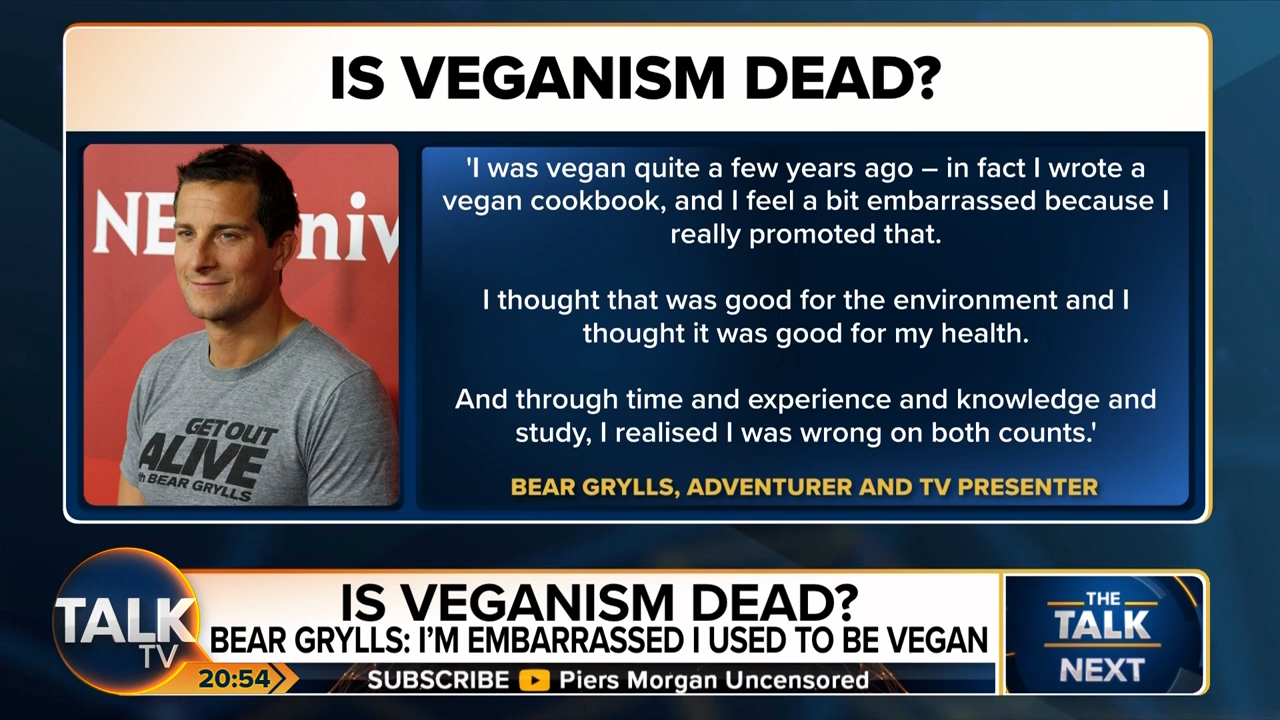 IS VEGANISM DEAD?
NB
niv
GET OUT
ALIVE
h BEAR GRYLLS
'I was vegan quite a few years ago – in fact I wrote a
vegan cookbook, and I feel a bit embarrassed because I
really promoted that.
I thought that was good for the environment and I
thought it was good for my health.
And through time and experience and knowledge and
study, I realised I was wrong on both counts.'
BEAR GRYLLS, ADVENTURER AND TV PRESENTER
TALK
TV
IS VEGANISM DEAD?
BEAR GRYLLS: I'M EMBARRASSED I USED TO BE VEGAN
20:54
SUBSCRIBE Piers Morgan Uncensored
THE
TALK
NEXT